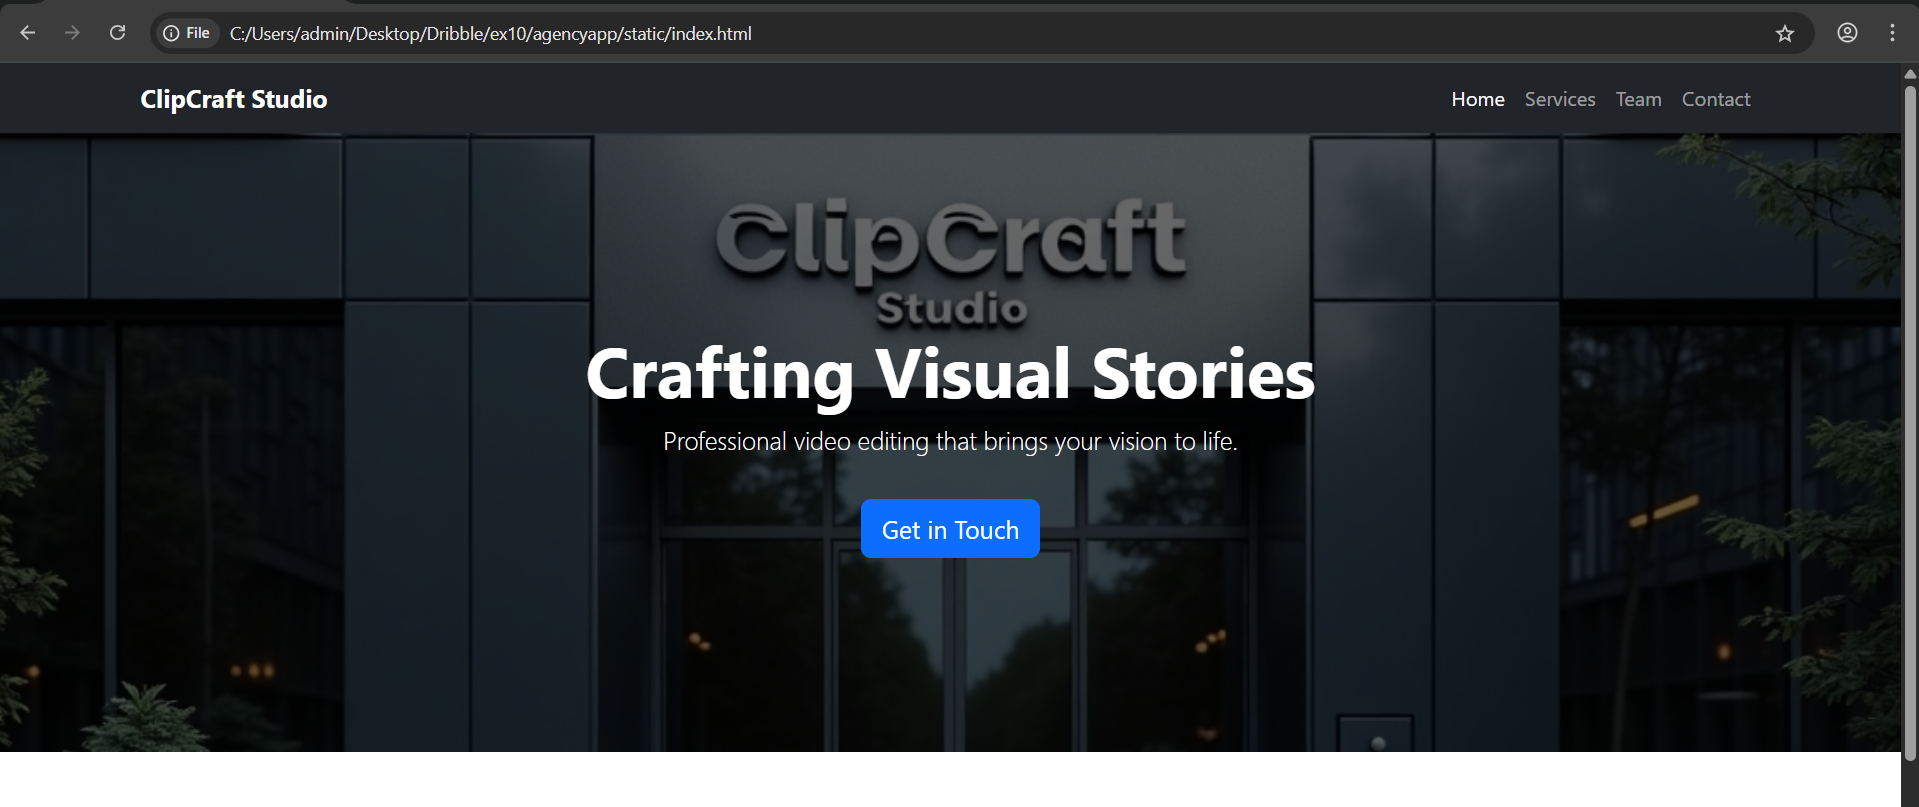 File C:/Users/admin/Desktop/Dribble/ex10/agencyapp/static/index.html
ClipCraft Studio Home Services Team Contact
ClipCraft
Studio
Crafting Visual Stories
Professional video editing that brings your vision to life.
Get in Touch